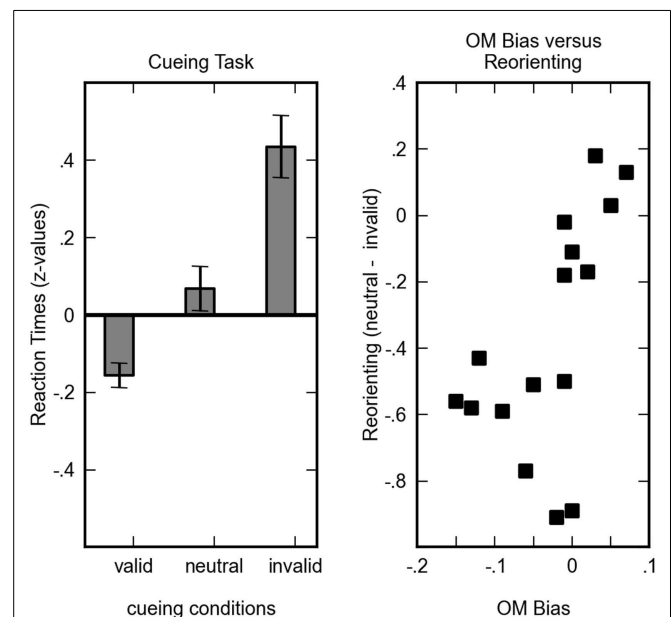 Cueing Task
Reaction Times (z-values)
.4
.2
0
-.2
-.4
valid neutral invalid
cueing conditions
OM Bias versus
Reorienting
Reorienting (neutral - invalid)
.4
.2
0
-.2
-.4
-.6
-.8
-.2 -.1 0 .1
OM Bias